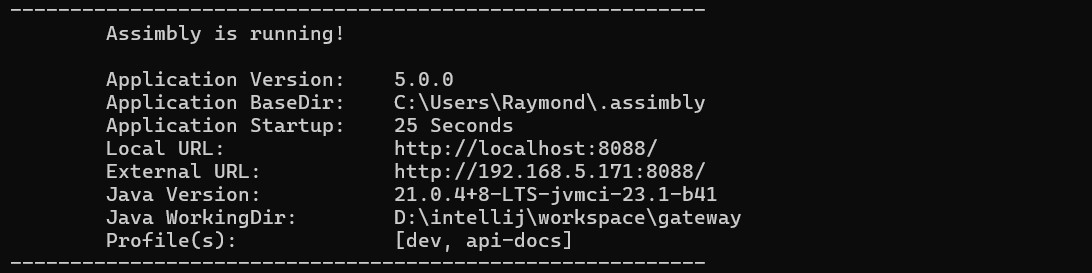 ----------------------------------------------------------
Assimbly is running!
Application Version: 5.0.0
Application BaseDir: C:\Users\Raymond\.assimbly
Application Startup: 25 Seconds
Local URL: http://localhost:8088/
External URL: http://192.168.5.171:8088/
Java Version: 21.0.4+8-LTS-jvmci-23.1-b41
Java WorkingDir: D:\intellij\workspace\gateway
Profile(s): [dev, api-docs]
----------------------------------------------------------